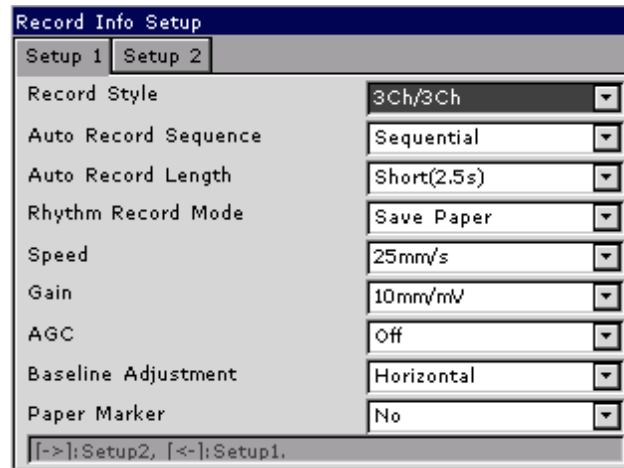 Record Info Setup
Setup 1 Setup 2
Record Style 3Ch/3Ch
Auto Record Sequence Sequential
Auto Record Length Short(2.5s)
Rhythm Record Mode Save Paper
Speed 25mm/s
Gain 10mm/mV
AGC Off
Baseline Adjustment Horizontal
Paper Marker No
[->]:Setup2, [<-]:Setup1.